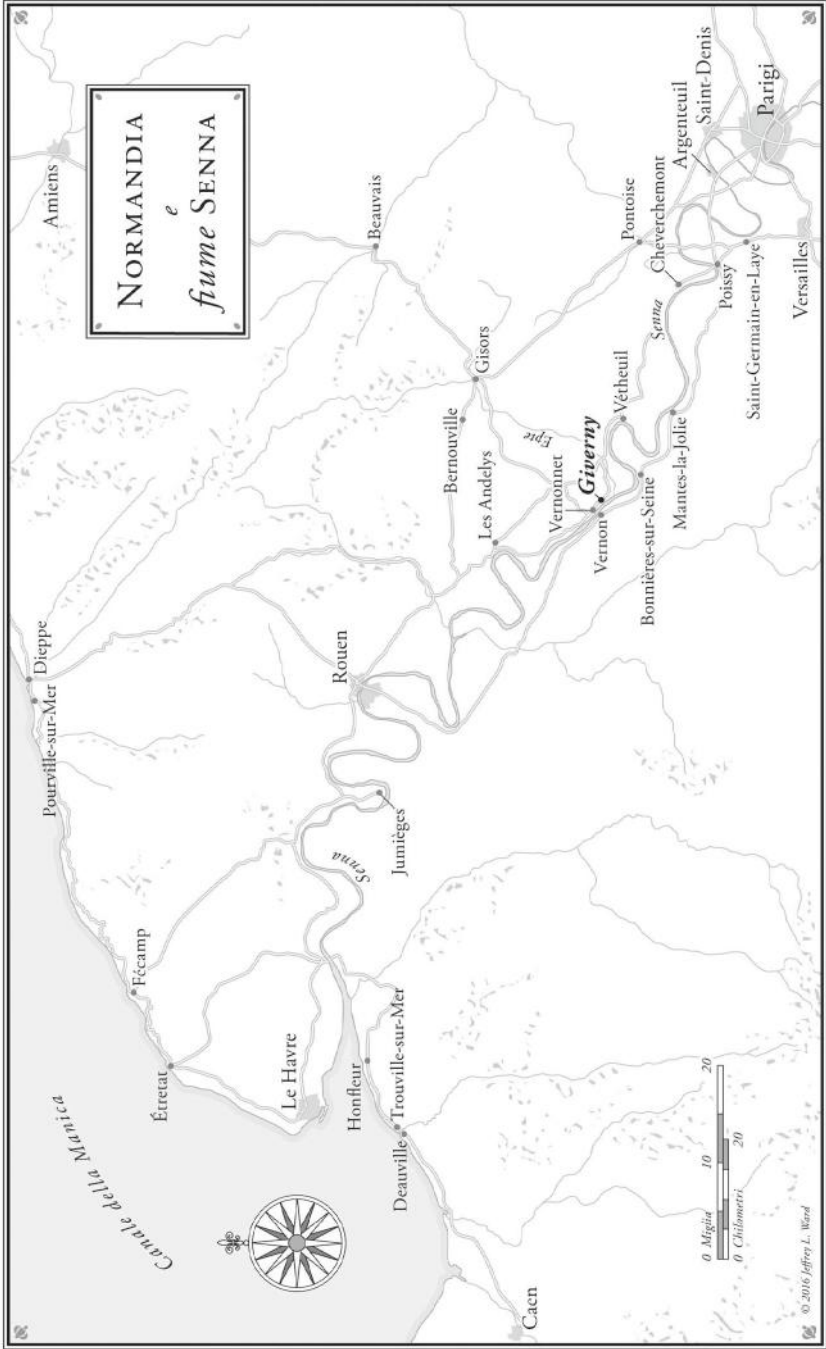 NORMANDIA
e
fiume SENNA
Amiens
Dieppe
Pourville-sur-Mer
Fécamp
Étretat
Canale della Manica
Beauvais
Gisors
Bernouville
Les Andelys
Epte
Rouen
Jumièges
Senna
Le Havre
Honfleur
Trouville-sur-Mer
Deauville
Caen
Pontoise
Cheverchemont
Argenteuil
Saint-Denis
Parigi
Senna
Vétheuil
Giverny
Vernonnet
Vernon
Bonnières-sur-Seine
Mantes-la-Jolie
Poissy
Saint-Germain-en-Laye
Versailles
0 Miglia 10 20
0 Chilometri 20
© 2016 Jeffrey L. Ward